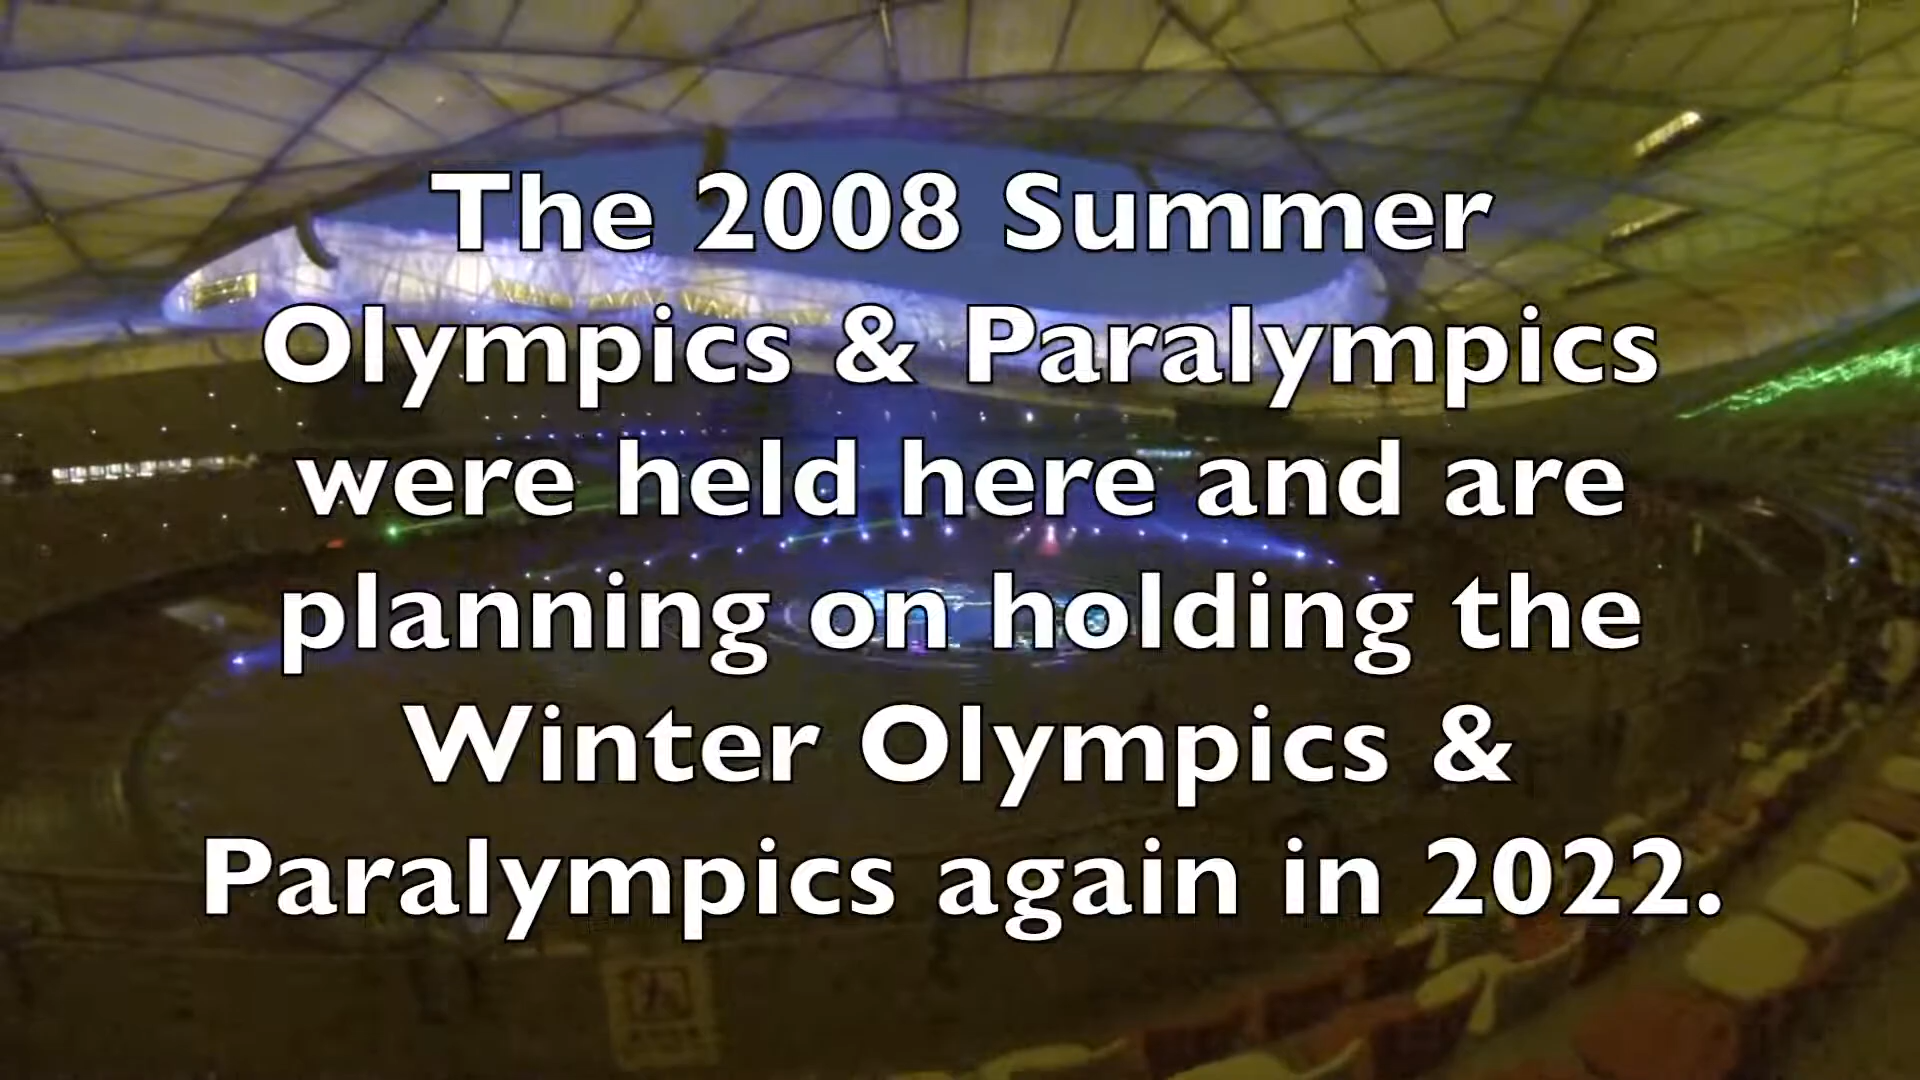 The 2008 Summer
Olympics & Paralympics
were held here and are
planning on holding the
Winter Olympics &
Paralympics again in 2022.